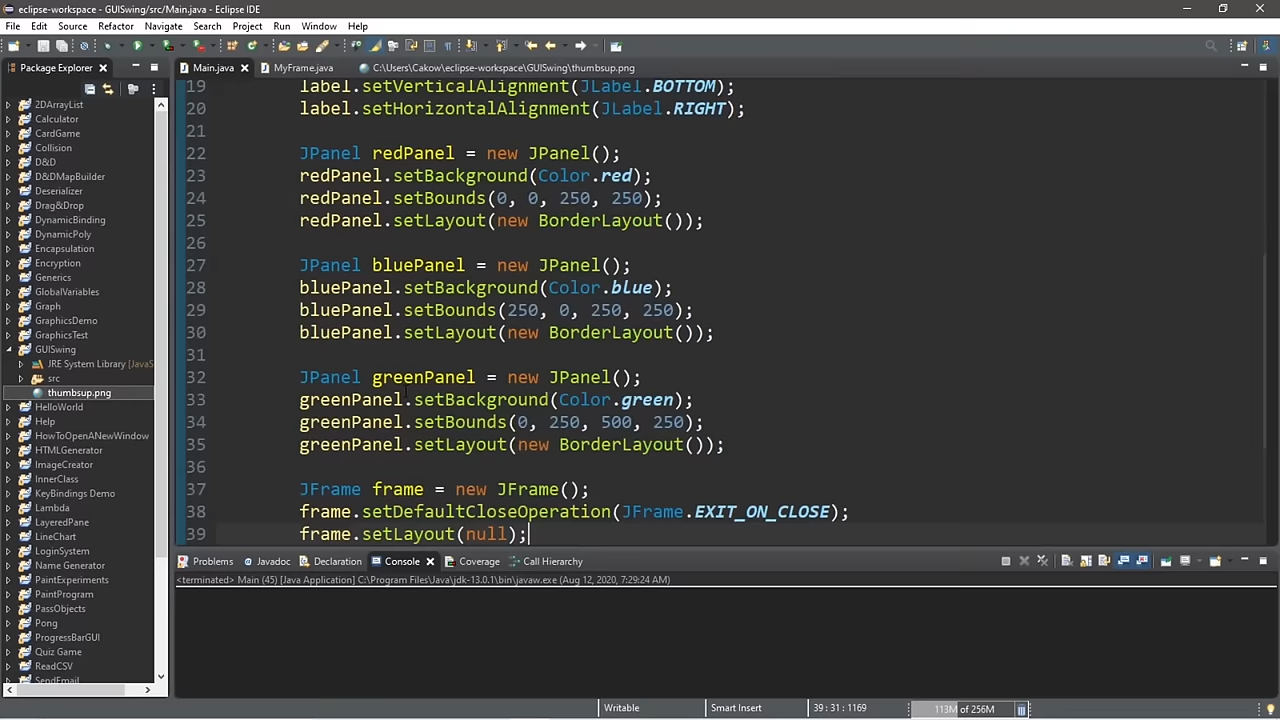 eclipse-workspace - GUISwing/src/Main.java - Eclipse IDE
File Edit Source Refactor Navigate Search Project Run Window Help
Package Explorer
Main.java MyFrame.java C:\Users\Cakow\eclipse-workspace\GUISwing\thumbsup.png
2DArrayList
Calculator
CardGame
Collision
D&D
D&DMapBuilder
Deserializer
Drag&Drop
DynamicBinding
DynamicPoly
Encapsulation
Encryption
Generics
GlobalVariables
Graph
GraphicsDemo
GraphicsTest
GUISwing
JRE System Library [JavaS
src
thumbsup.png
HelloWorld
Help
HowToOpenANewWindow
HTMLGenerator
ImageCreator
InnerClass
KeyBindings Demo
Lambda
LayeredPane
LineChart
LoginSystem
Name Generator
PaintExperiments
PaintProgram
PassObjects
Pong
ProgressBarGUI
Quiz Game
ReadCSV
SendEmail
19 label.setVerticalAlignment(JLabel.BOTTOM);
20 label.setHorizontalAlignment(JLabel.RIGHT);
21
22 JPanel redPanel = new JPanel();
23 redPanel.setBackground(Color.red);
24 redPanel.setBounds(0, 0, 250, 250);
25 redPanel.setLayout(new BorderLayout());
26
27 JPanel bluePanel = new JPanel();
28 bluePanel.setBackground(Color.blue);
29 bluePanel.setBounds(250, 0, 250, 250);
30 bluePanel.setLayout(new BorderLayout());
31
32 JPanel greenPanel = new JPanel();
33 greenPanel.setBackground(Color.green);
34 greenPanel.setBounds(0, 250, 500, 250);
35 greenPanel.setLayout(new BorderLayout());
36
37 JFrame frame = new JFrame();
38 frame.setDefaultCloseOperation(JFrame.EXIT_ON_CLOSE);
39 frame.setLayout(null);
Problems Javadoc Declaration Console Coverage Call Hierarchy
<terminated> Main (45) [Java Application] C:\Program Files\Java\jdk-13.0.1\bin\javaw.exe (Aug 12, 2020, 7:29:24 AM)
Writable Smart Insert 39 : 31 : 1169 113M of 256M